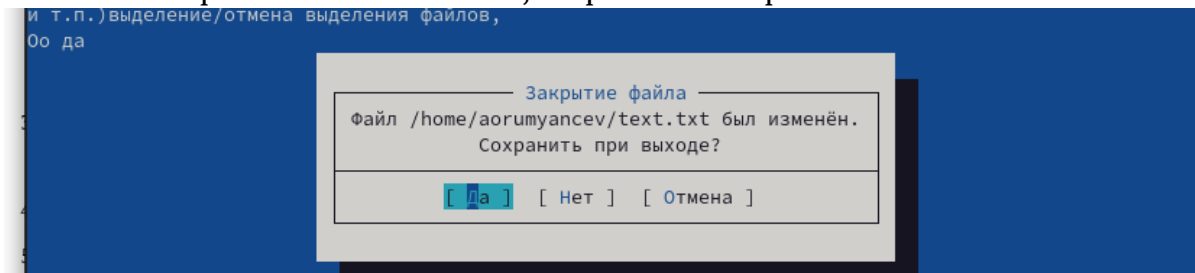 и т.п.)выделение/отмена выделения файлов,
Оо да
Закрытие файла
Файл /home/aorumyancev/text.txt был изменён.
Сохранить при выходе?
[ Да ] [ Нет ] [ Отмена ]